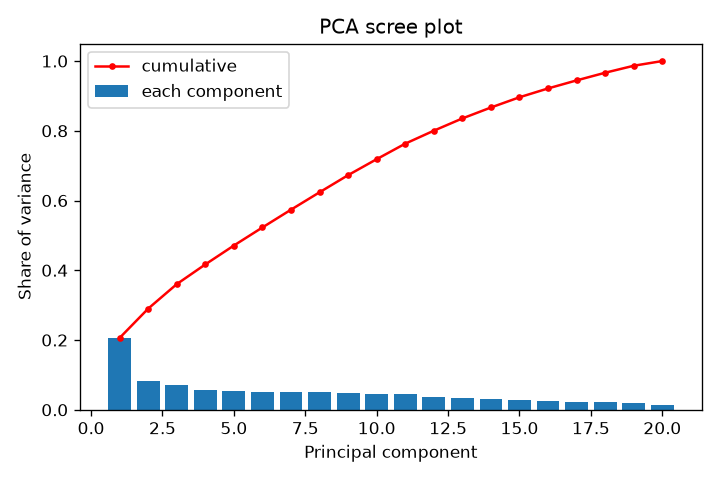 PCA scree plot
cumulative
each component
Share of variance
1.0
0.8
0.6
0.4
0.2
0.0
0.0 2.5 5.0 7.5 10.0 12.5 15.0 17.5 20.0
Principal component